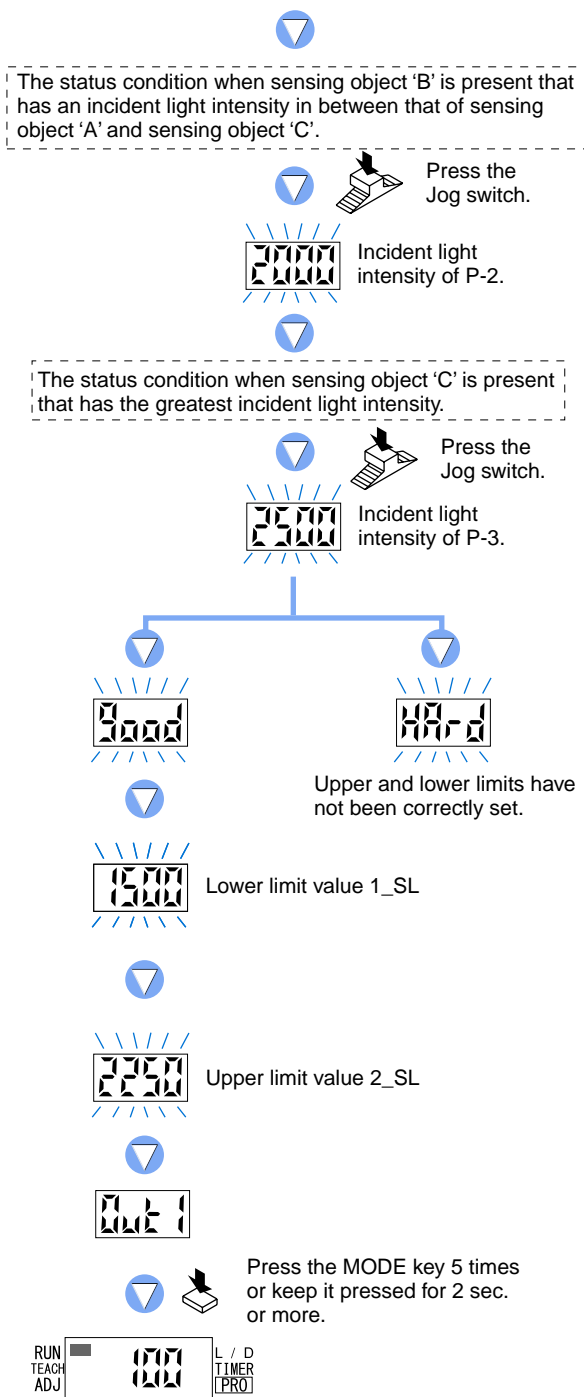 The status condition when sensing object ‘B’ is present that
has an incident light intensity in between that of sensing
object ‘A’ and sensing object ‘C’.
Press the
Jog switch.
2000
Incident light
intensity of P-2.
The status condition when sensing object ‘C’ is present
that has the greatest incident light intensity.
Press the
Jog switch.
2500
Incident light
intensity of P-3.
good
HArd
Upper and lower limits have
not been correctly set.
1500
Lower limit value 1_SL
2250
Upper limit value 2_SL
Out1
Press the MODE key 5 times
or keep it pressed for 2 sec.
or more.
RUN
TEACH
ADJ
100
L / D
TIMER
PRO